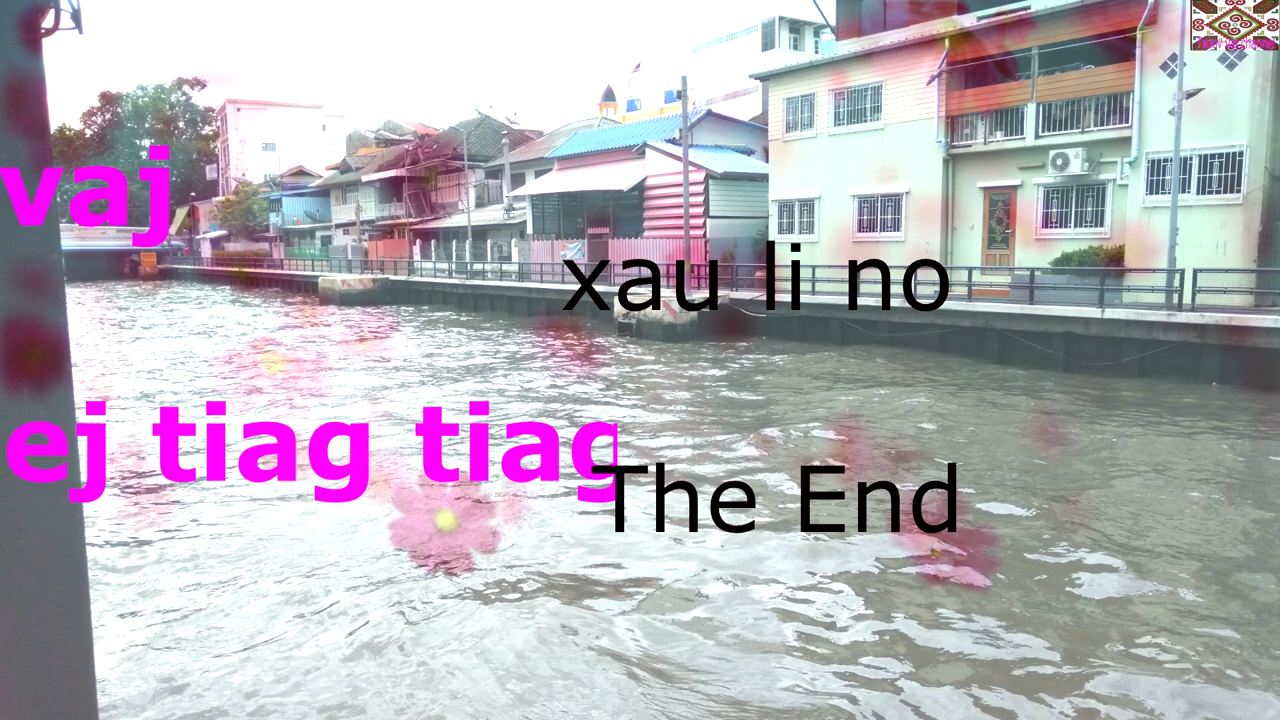 vaj
xau li no
ej tiag tiag
The End